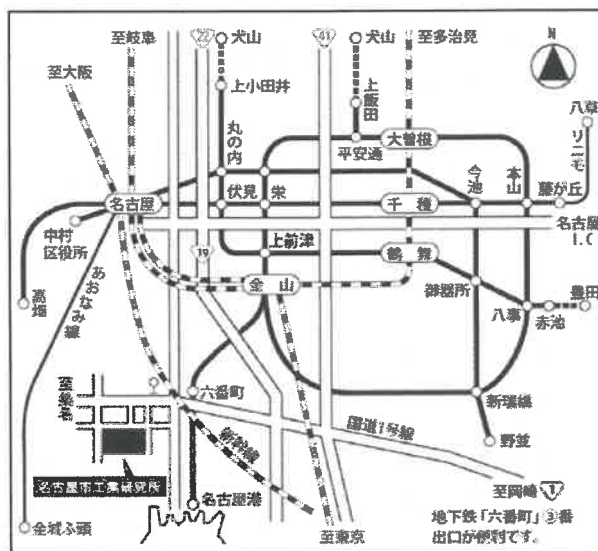 至岐阜
22
犬山
41
犬山
至多治見
N
至大阪
上小田井
上飯田
八草
リニモ
丸の内
平安通
大曽根
今池
本山
名古屋
伏見
栄
千種
藤が丘
中村
区役所
名古屋
I.C
19
上前津
鶴舞
あおなみ線
金山
御器所
高畑
八事
赤池
豊田
六番町
新瑞橋
国道1号線
新幹線
野並
名古屋市工業研究所
名古屋港
至岡崎
1
金城ふ頭
至東京
地下鉄「六番町」③番
出口が便利です。